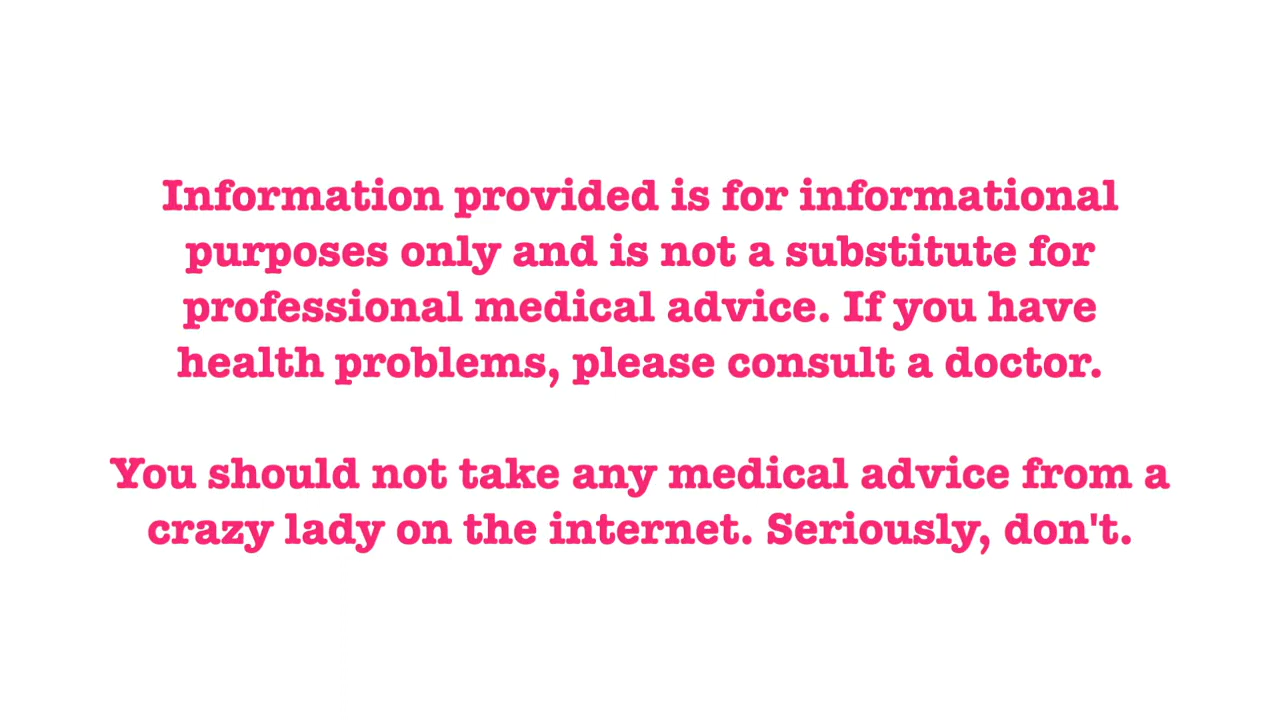 Information provided is for informational
purposes only and is not a substitute for
professional medical advice. If you have
health problems, please consult a doctor.
You should not take any medical advice from a
crazy lady on the internet. Seriously, don't.